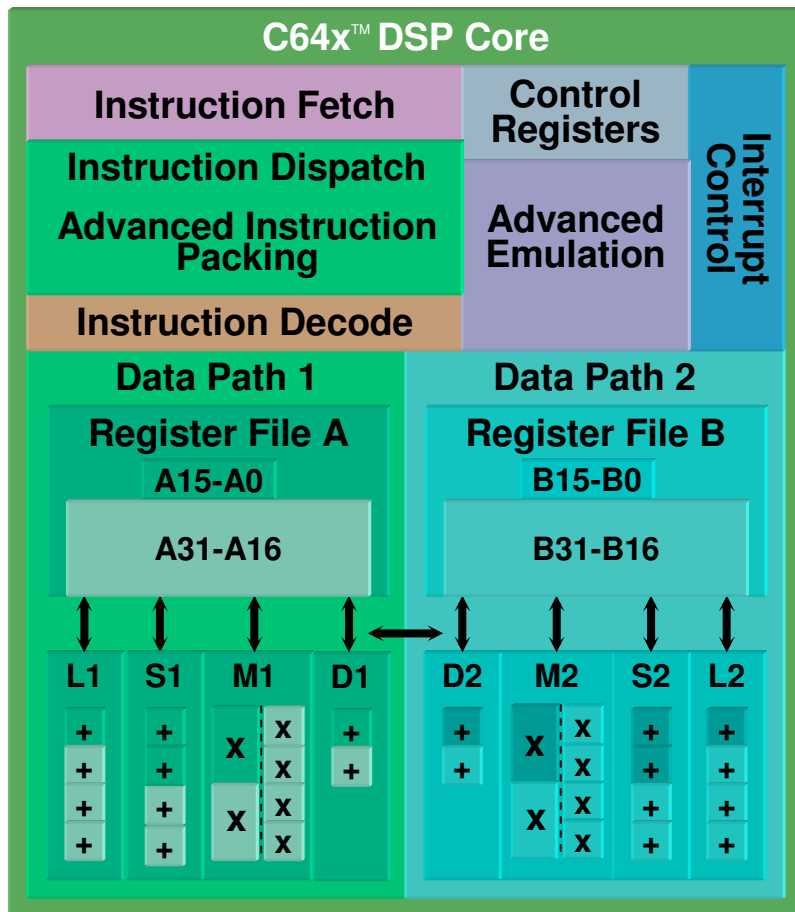 C64x™ DSP Core
Instruction Fetch
Control
Registers
Interrupt
Control
Instruction Dispatch
Advanced Instruction
Packing
Advanced
Emulation
Instruction Decode
Data Path 1
Data Path 2
Register File A
Register File B
A15-A0
B15-B0
A31-A16
B31-B16
L1 S1 M1 D1 D2 M2 S2 L2
+ + X X + + X X + +
+ + X + + X + +
+ + X X X X + +
+ + X X + +